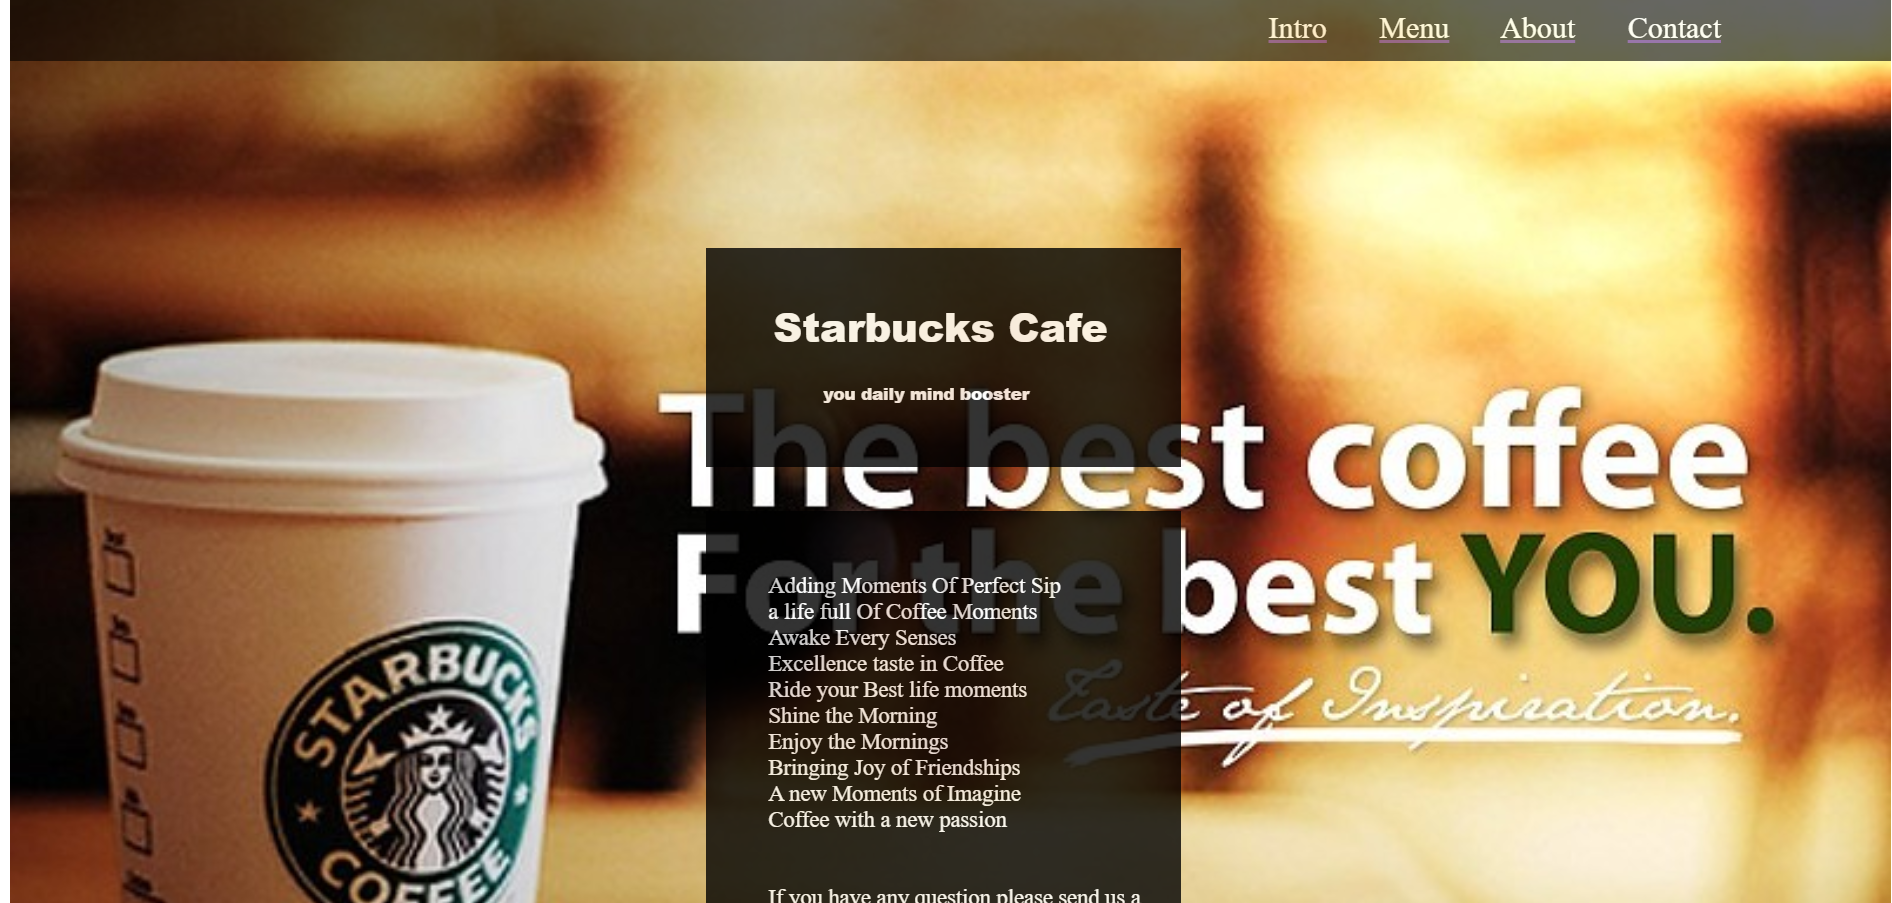 Intro Menu About Contact
Starbucks Cafe
you daily mind booster
The best coffee
For the best YOU.
Taste of Inspiration.
Adding Moments Of Perfect Sip
a life full Of Coffee Moments
Awake Every Senses
Excellence taste in Coffee
Ride your Best life moments
Shine the Morning
Enjoy the Mornings
Bringing Joy of Friendships
A new Moments of Imagine
Coffee with a new passion
If you have any question please send us a
STARBUCKS
COFFEE